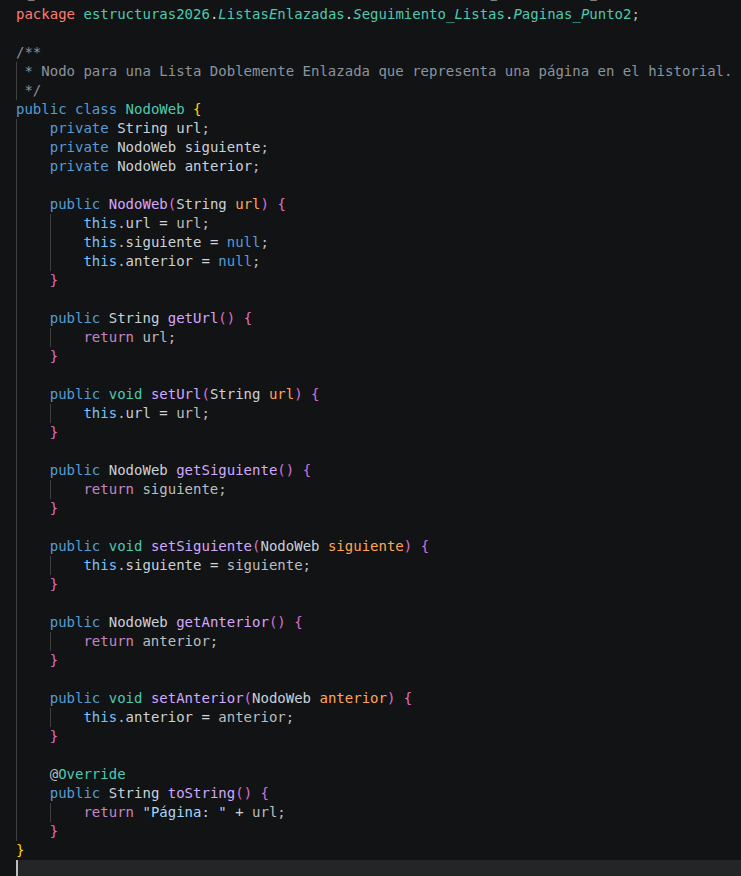 package estructuras2026.ListasEnlazadas.Seguimiento_Listas.Paginas_Punto2;
/**
 * Nodo para una Lista Doblemente Enlazada que representa una página en el historial.
 */
public class NodoWeb {
    private String url;
    private NodoWeb siguiente;
    private NodoWeb anterior;
    public NodoWeb(String url) {
        this.url = url;
        this.siguiente = null;
        this.anterior = null;
    }
    public String getUrl() {
        return url;
    }
    public void setUrl(String url) {
        this.url = url;
    }
    public NodoWeb getSiguiente() {
        return siguiente;
    }
    public void setSiguiente(NodoWeb siguiente) {
        this.siguiente = siguiente;
    }
    public NodoWeb getAnterior() {
        return anterior;
    }
    public void setAnterior(NodoWeb anterior) {
        this.anterior = anterior;
    }
    @Override
    public String toString() {
        return "Página: " + url;
    }
}